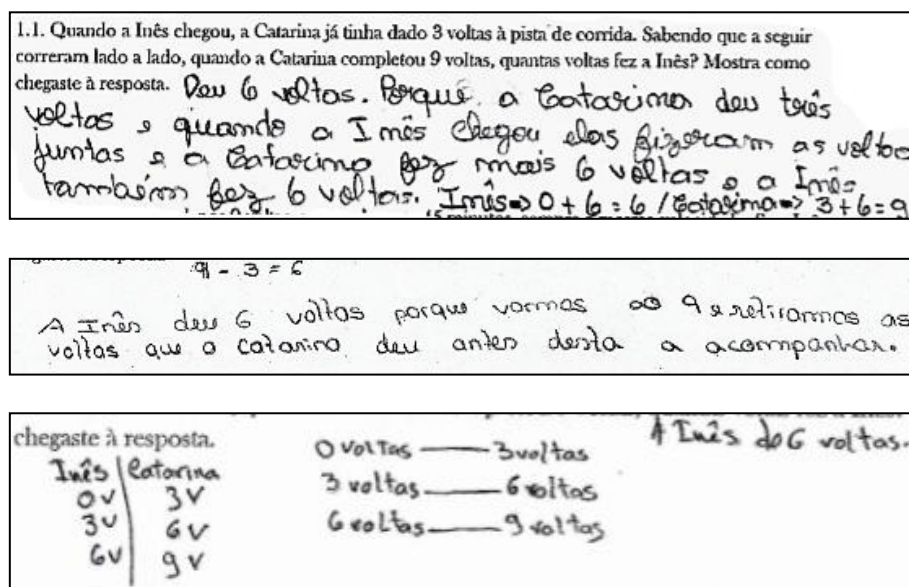 1.1. Quando a Inês chegou, a Catarina já tinha dado 3 voltas à pista de corrida. Sabendo que a seguir
correram lado a lado, quando a Catarina completou 9 voltas, quantas voltas fez a Inês? Mostra como
chegaste à resposta. Deu 6 voltas. Porque a Catarina deu três
voltas e quando a Inês chegou elas fizeram as voltas
juntas e a Catarina fez mais 6 voltas e a Inês
também fez 6 voltas. Inês => 0 + 6 = 6 / Catarina => 3 + 6 = 9
9 - 3 = 6
A Inês deu 6 voltas porque vamos ao 9 e retiramos as
voltas que a Catarina deu antes desta a acompanhar.
chegaste à resposta.
A Inês do 6 voltas.
Inês | Catarina
0V 3V
3V 6V
6V 9V
0 voltas — 3 voltas
3 voltas — 6 voltas
6 voltas — 9 voltas